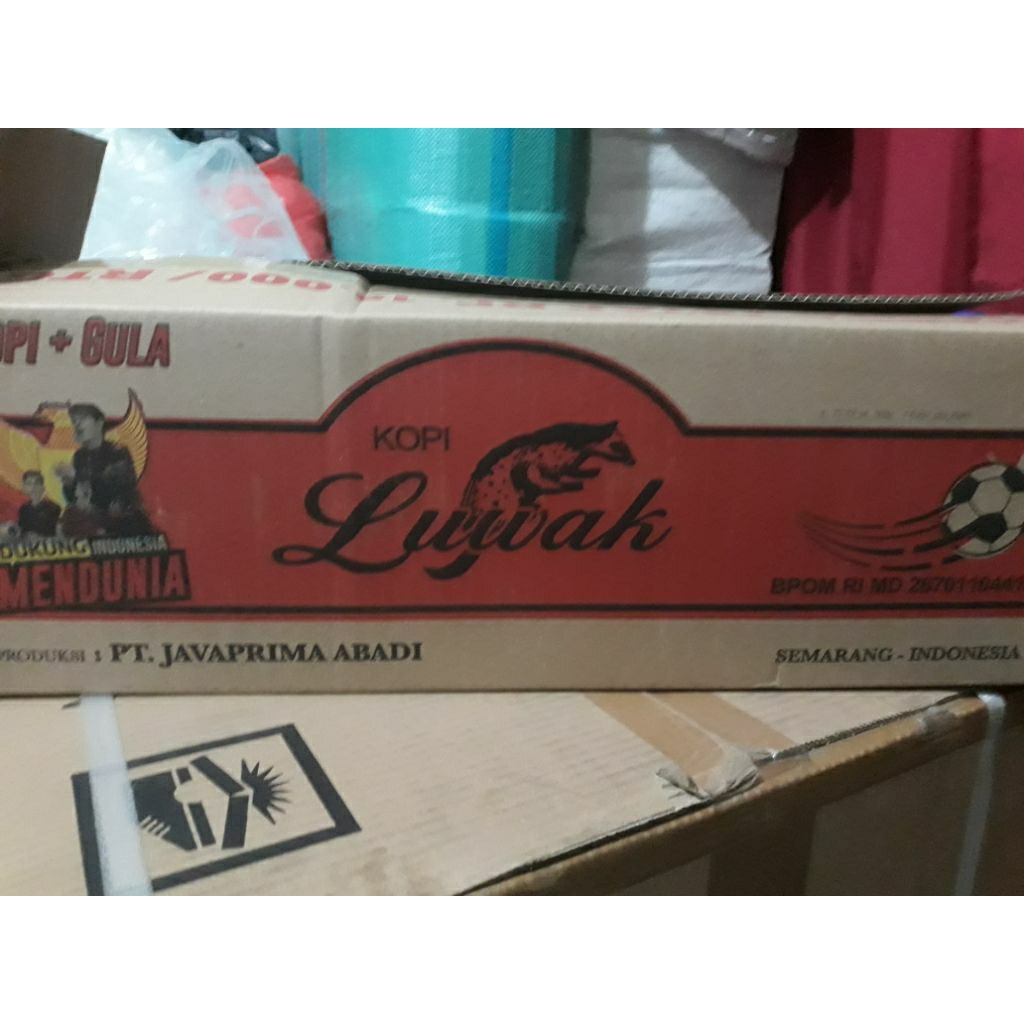 OPI + GULA
KOPI
Luwak
DUKUNG INDONESIA
MENDUNIA
BPOM RI MD
PRODUKSI : PT. JAVAPRIMA ABADI
SEMARANG - INDONESIA